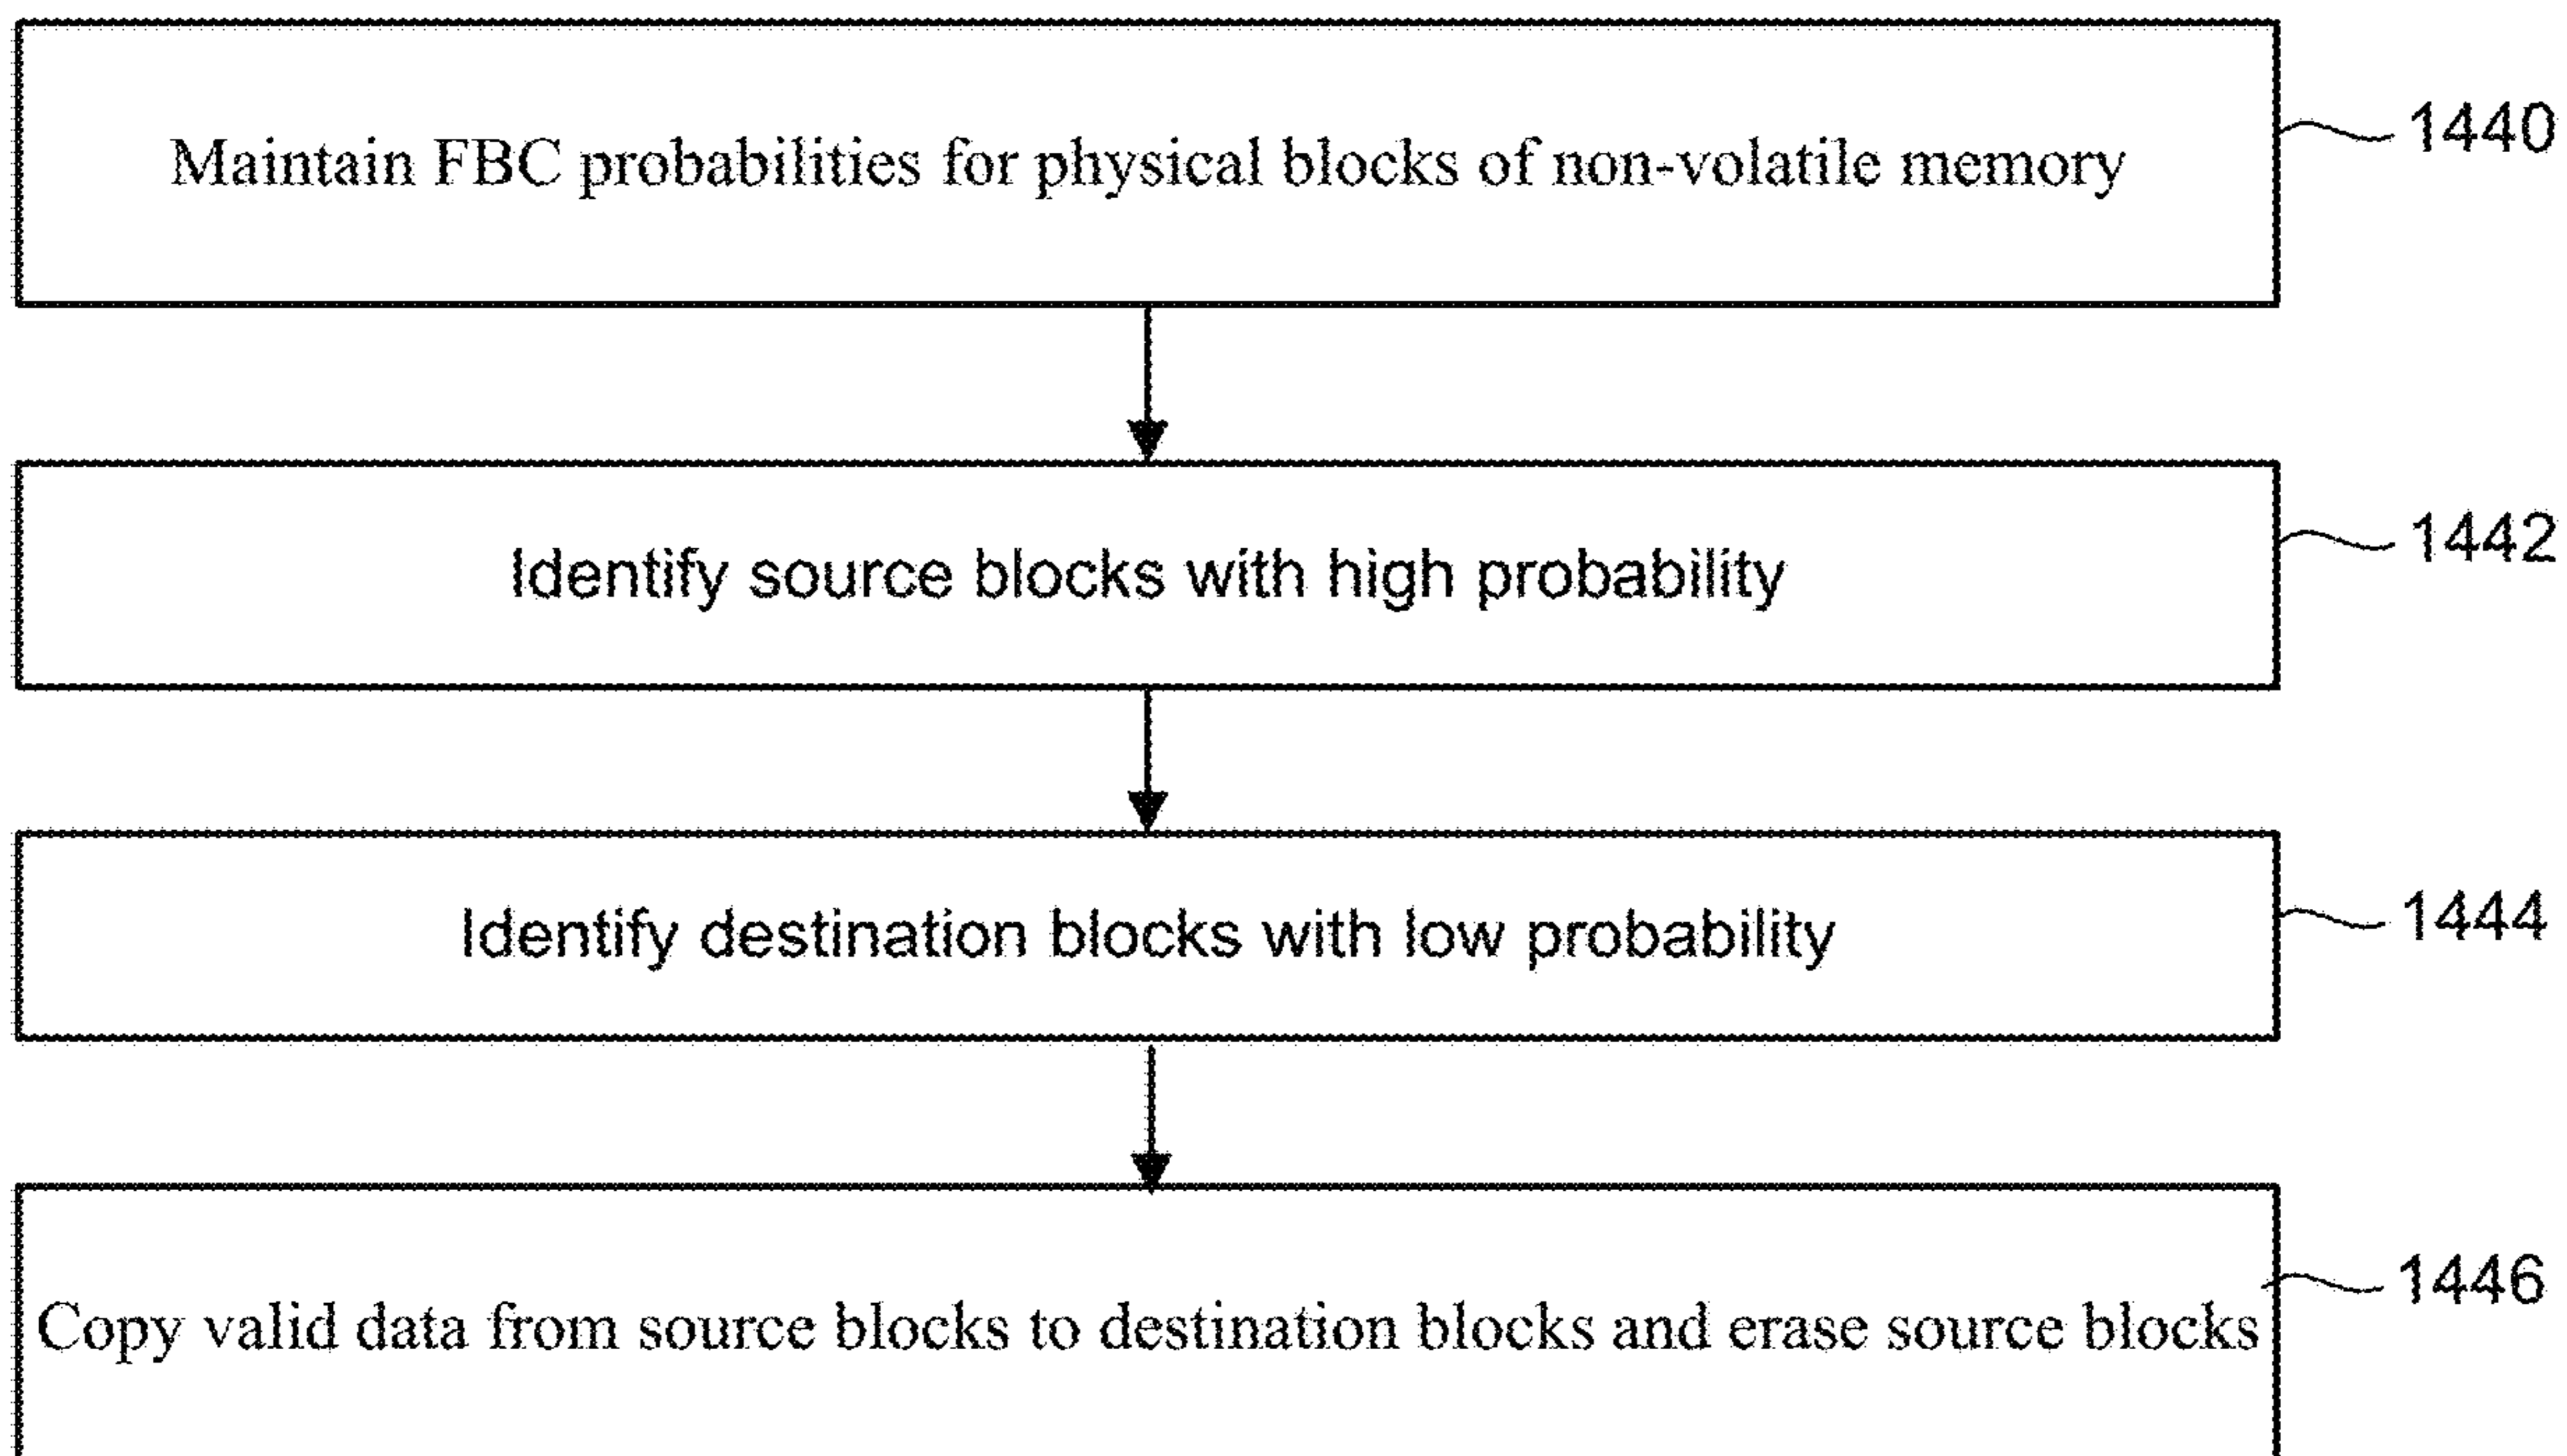 Maintain FBC probabilities for physical blocks of non-volatile memory
1440
Identify source blocks with high probability
1442
Identify destination blocks with low probability
1444
Copy valid data from source blocks to destination blocks and erase source blocks
1446